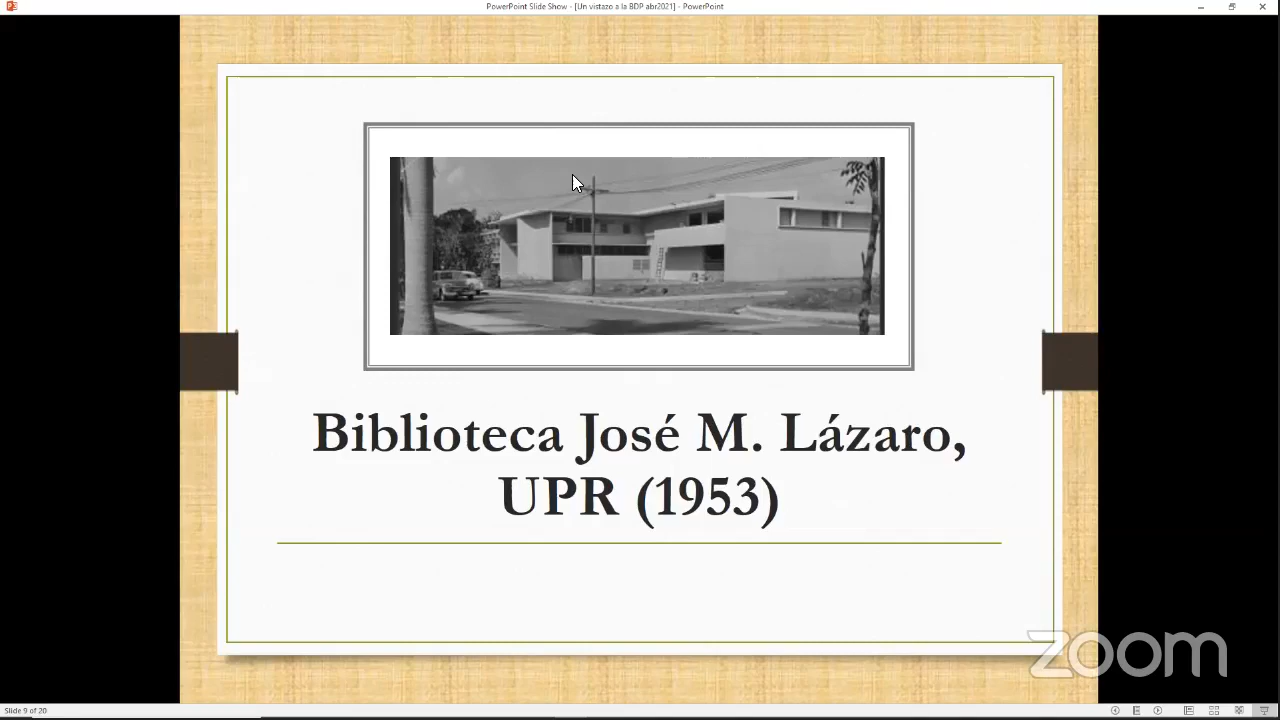 PowerPoint Slide Show - [Un vistazo a la BDP abr2021] - PowerPoint
Biblioteca José M. Lázaro,
UPR (1953)
zoom
Slide 9 of 20